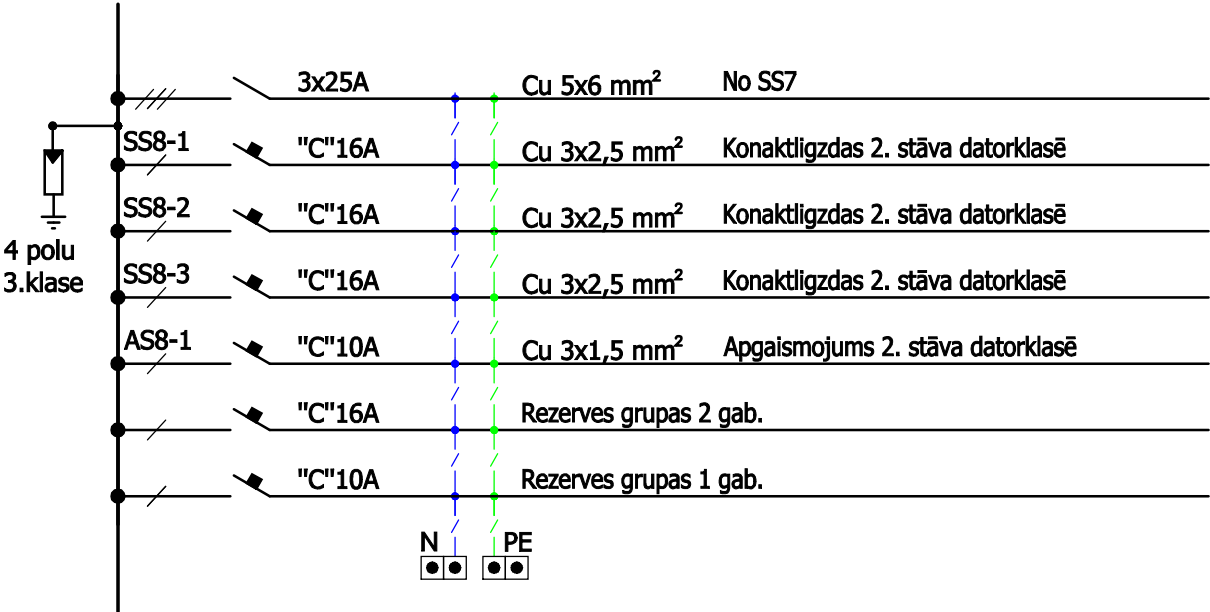 3x25A Cu 5x6 mm² No SS7
SS8-1 "C"16A Cu 3x2,5 mm² Konaktligzdas 2. stāva datorklasē
SS8-2 "C"16A Cu 3x2,5 mm² Konaktligzdas 2. stāva datorklasē
4 polu
3.klase
SS8-3 "C"16A Cu 3x2,5 mm² Konaktligzdas 2. stāva datorklasē
AS8-1 "C"10A Cu 3x1,5 mm² Apgaismojums 2. stāva datorklasē
"C"16A Rezerves grupas 2 gab.
"C"10A Rezerves grupas 1 gab.
N PE